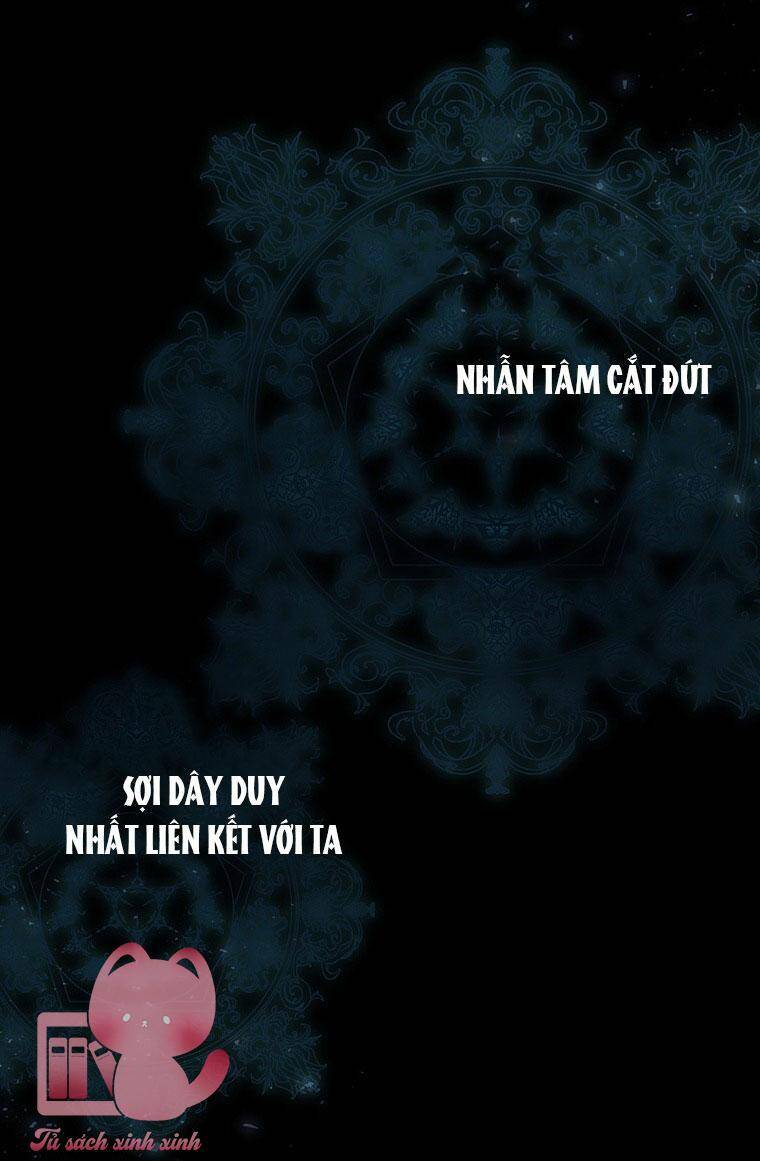 NHẪN TÂM CẮT ĐỨT
SỢI DÂY DUY
NHẤT LIÊN KẾT VỚI TA
Tủ sách xinh xinh